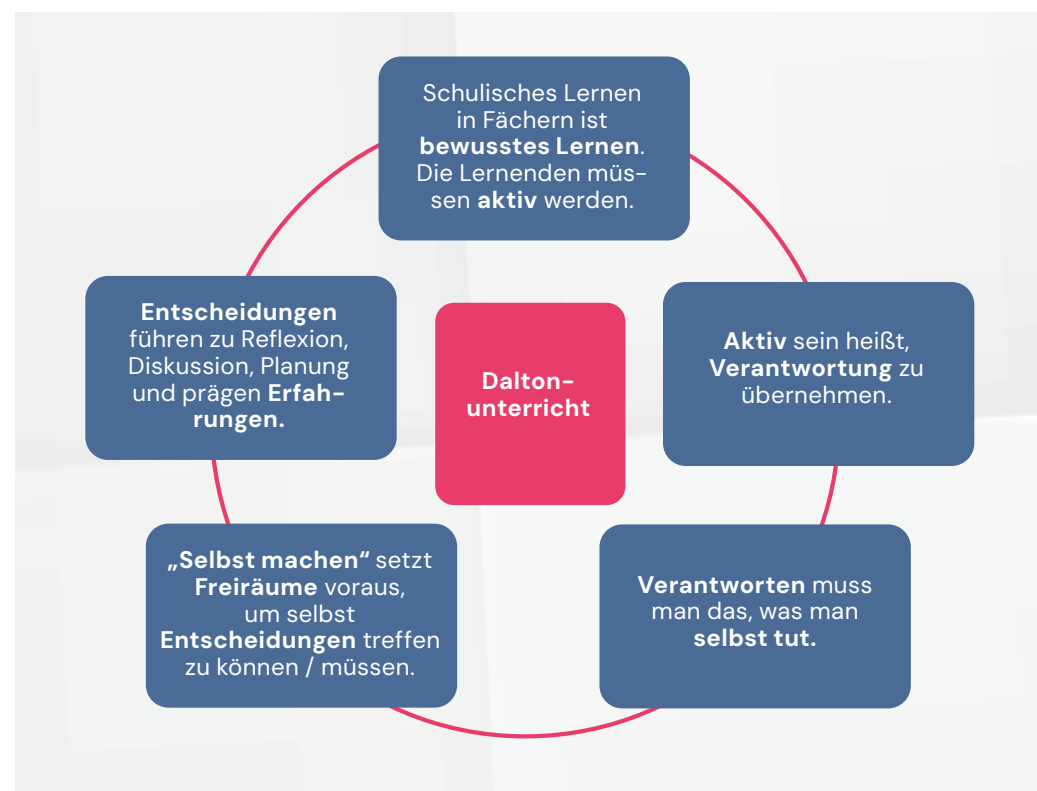 Schulisches Lernen
in Fächern ist
bewusstes Lernen.
Die Lernenden müs-
sen aktiv werden.
Aktiv sein heißt,
Verantwortung zu
übernehmen.
Verantworten muss
man das, was man
selbst tut.
„Selbst machen“ setzt
Freiräume voraus,
um selbst
Entscheidungen treffen
zu können / müssen.
Entscheidungen
führen zu Reflexion,
Diskussion, Planung
und prägen Erfah-
rungen.
Dalton-
unterricht